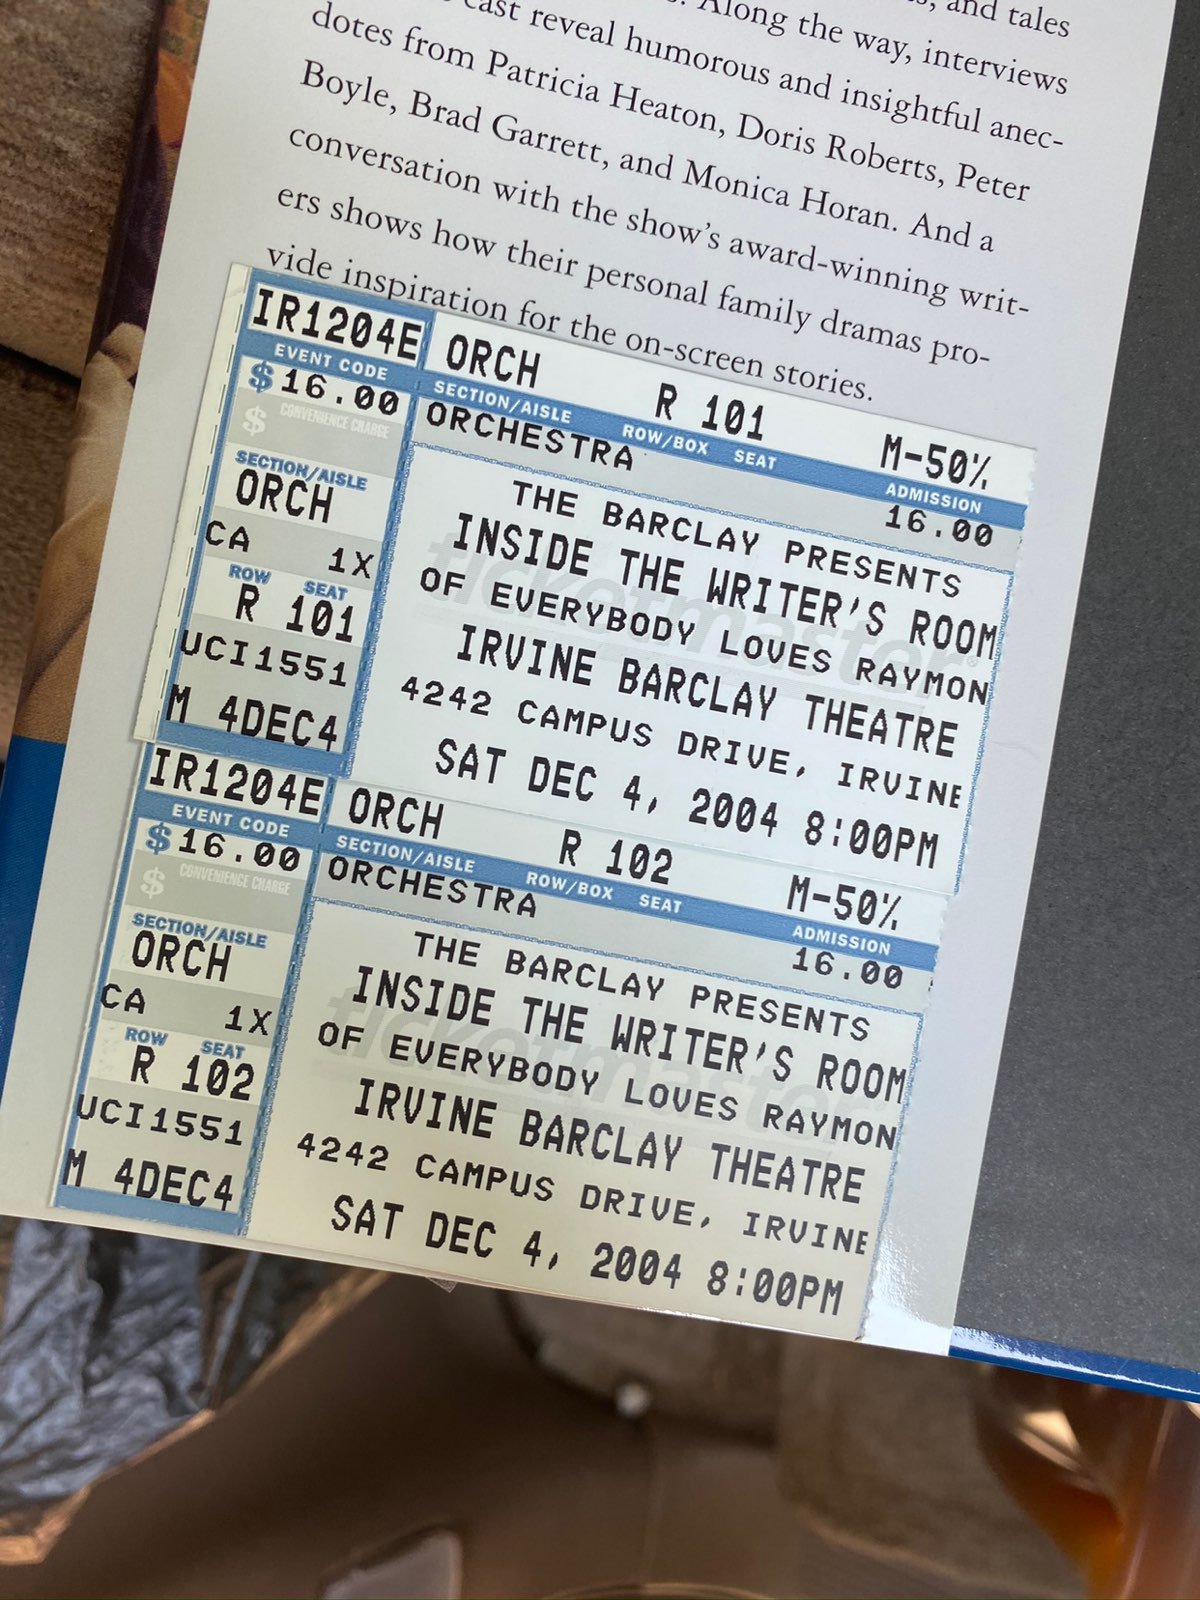 and tales
Along the way, interviews
cast reveal humorous and insightful anec-
dotes from Patricia Heaton, Doris Roberts, Peter
Boyle, Brad Garrett, and Monica Horan. And a
conversation with the show's award-winning writ-
ers shows how their personal family dramas pro-
vide inspiration for the on-screen stories.
IR1204E ORCH R 101 M-50%
EVENT CODE SECTION/AISLE ROW/BOX SEAT ADMISSION
$16.00 ORCHESTRA 16.00
$ CONVENIENCE CHARGE
THE BARCLAY PRESENTS
SECTION/AISLE
ORCH INSIDE THE WRITER'S ROOM
CA 1X OF EVERYBODY LOVES RAYMON
ROW SEAT
R 101 IRVINE BARCLAY THEATRE
UCI1551 4242 CAMPUS DRIVE, IRVINE
M 4DEC4 SAT DEC 4, 2004 8:00PM
ticketmaster
IR1204E ORCH R 102 M-50%
EVENT CODE SECTION/AISLE ROW/BOX SEAT ADMISSION
$16.00 ORCHESTRA 16.00
$ CONVENIENCE CHARGE
THE BARCLAY PRESENTS
SECTION/AISLE
ORCH INSIDE THE WRITER'S ROOM
CA 1X OF EVERYBODY LOVES RAYMON
ROW SEAT
R 102 IRVINE BARCLAY THEATRE
UCI1551 4242 CAMPUS DRIVE, IRVINE
M 4DEC4 SAT DEC 4, 2004 8:00PM
ticketmaster